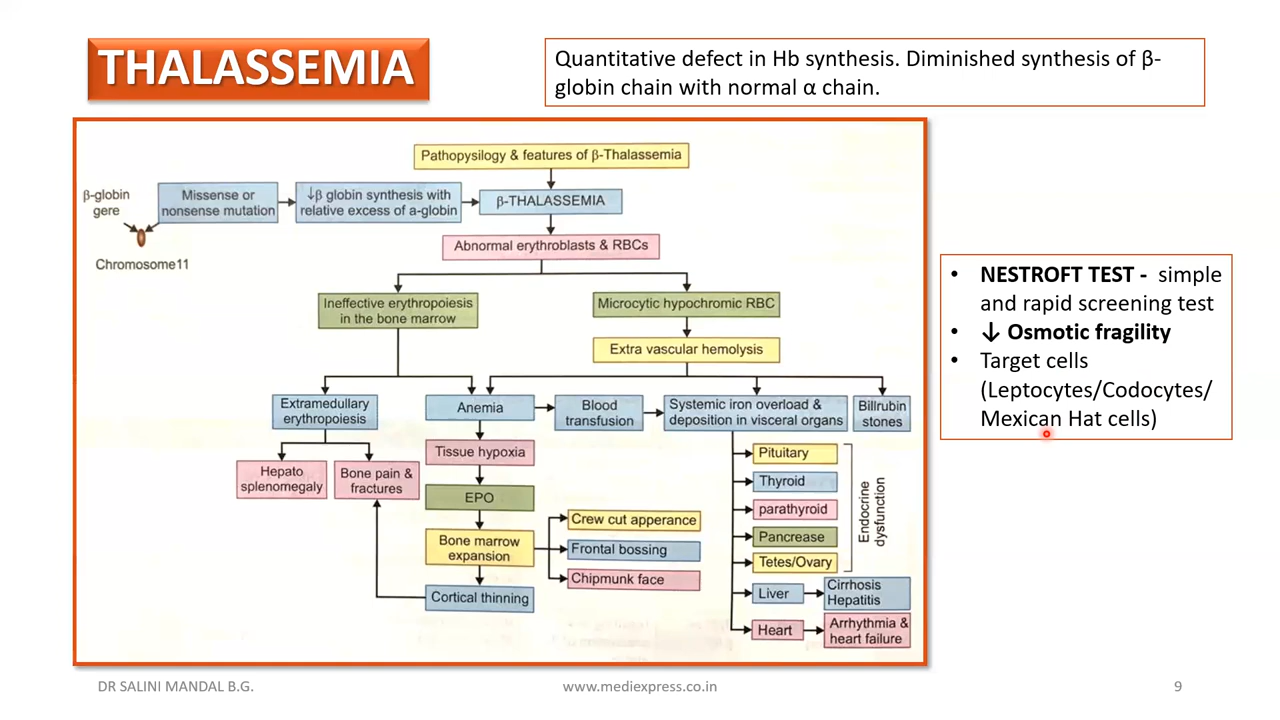 THALASSEMIA
Quantitative defect in Hb synthesis. Diminished synthesis of β-
globin chain with normal α chain.
Pathopysilogy & features of β-Thalassemia
β-globin
gere
Chromosome11
Missense or
nonsense mutation
↓β globin synthesis with
relative excess of a-globin
β-THALASSEMIA
Abnormal erythroblasts & RBCs
Ineffective erythropoiesis
in the bone marrow
Microcytic hypochromic RBC
Extra vascular hemolysis
Extramedullary
erythropoiesis
Anemia
Blood
transfusion
Systemic iron overload &
deposition in visceral organs
Billrubin
stones
Hepato
splenomegaly
Bone pain &
fractures
Tissue hypoxia
EPO
Bone marrow
expansion
Cortical thinning
Crew cut apperance
Frontal bossing
Chipmunk face
Pituitary
Thyroid
parathyroid
Pancrease
Tetes/Ovary
Endocrine
dysfunction
Liver
Cirrhosis
Hepatitis
Heart
Arrhythmia &
heart failure
• NESTROFT TEST - simple
and rapid screening test
• ↓ Osmotic fragility
• Target cells
(Leptocytes/Codocytes/
Mexican Hat cells)
DR SALINI MANDAL B.G.
www.mediexpress.co.in
9